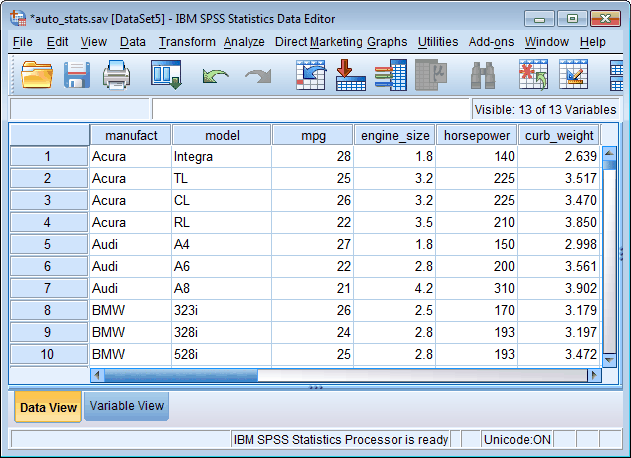 *auto_stats.sav [DataSet5] - IBM SPSS Statistics Data Editor
File Edit View Data Transform Analyze Direct Marketing Graphs Utilities Add-ons Window Help
Visible: 13 of 13 Variables
manufact model mpg engine_size horsepower curb_weight
1 Acura Integra 28 1.8 140 2.639
2 Acura TL 25 3.2 225 3.517
3 Acura CL 26 3.2 225 3.470
4 Acura RL 22 3.5 210 3.850
5 Audi A4 27 1.8 150 2.998
6 Audi A6 22 2.8 200 3.561
7 Audi A8 21 4.2 310 3.902
8 BMW 323i 26 2.5 170 3.179
9 BMW 328i 24 2.8 193 3.197
10 BMW 528i 25 2.8 193 3.472
Data View Variable View
IBM SPSS Statistics Processor is ready Unicode:ON